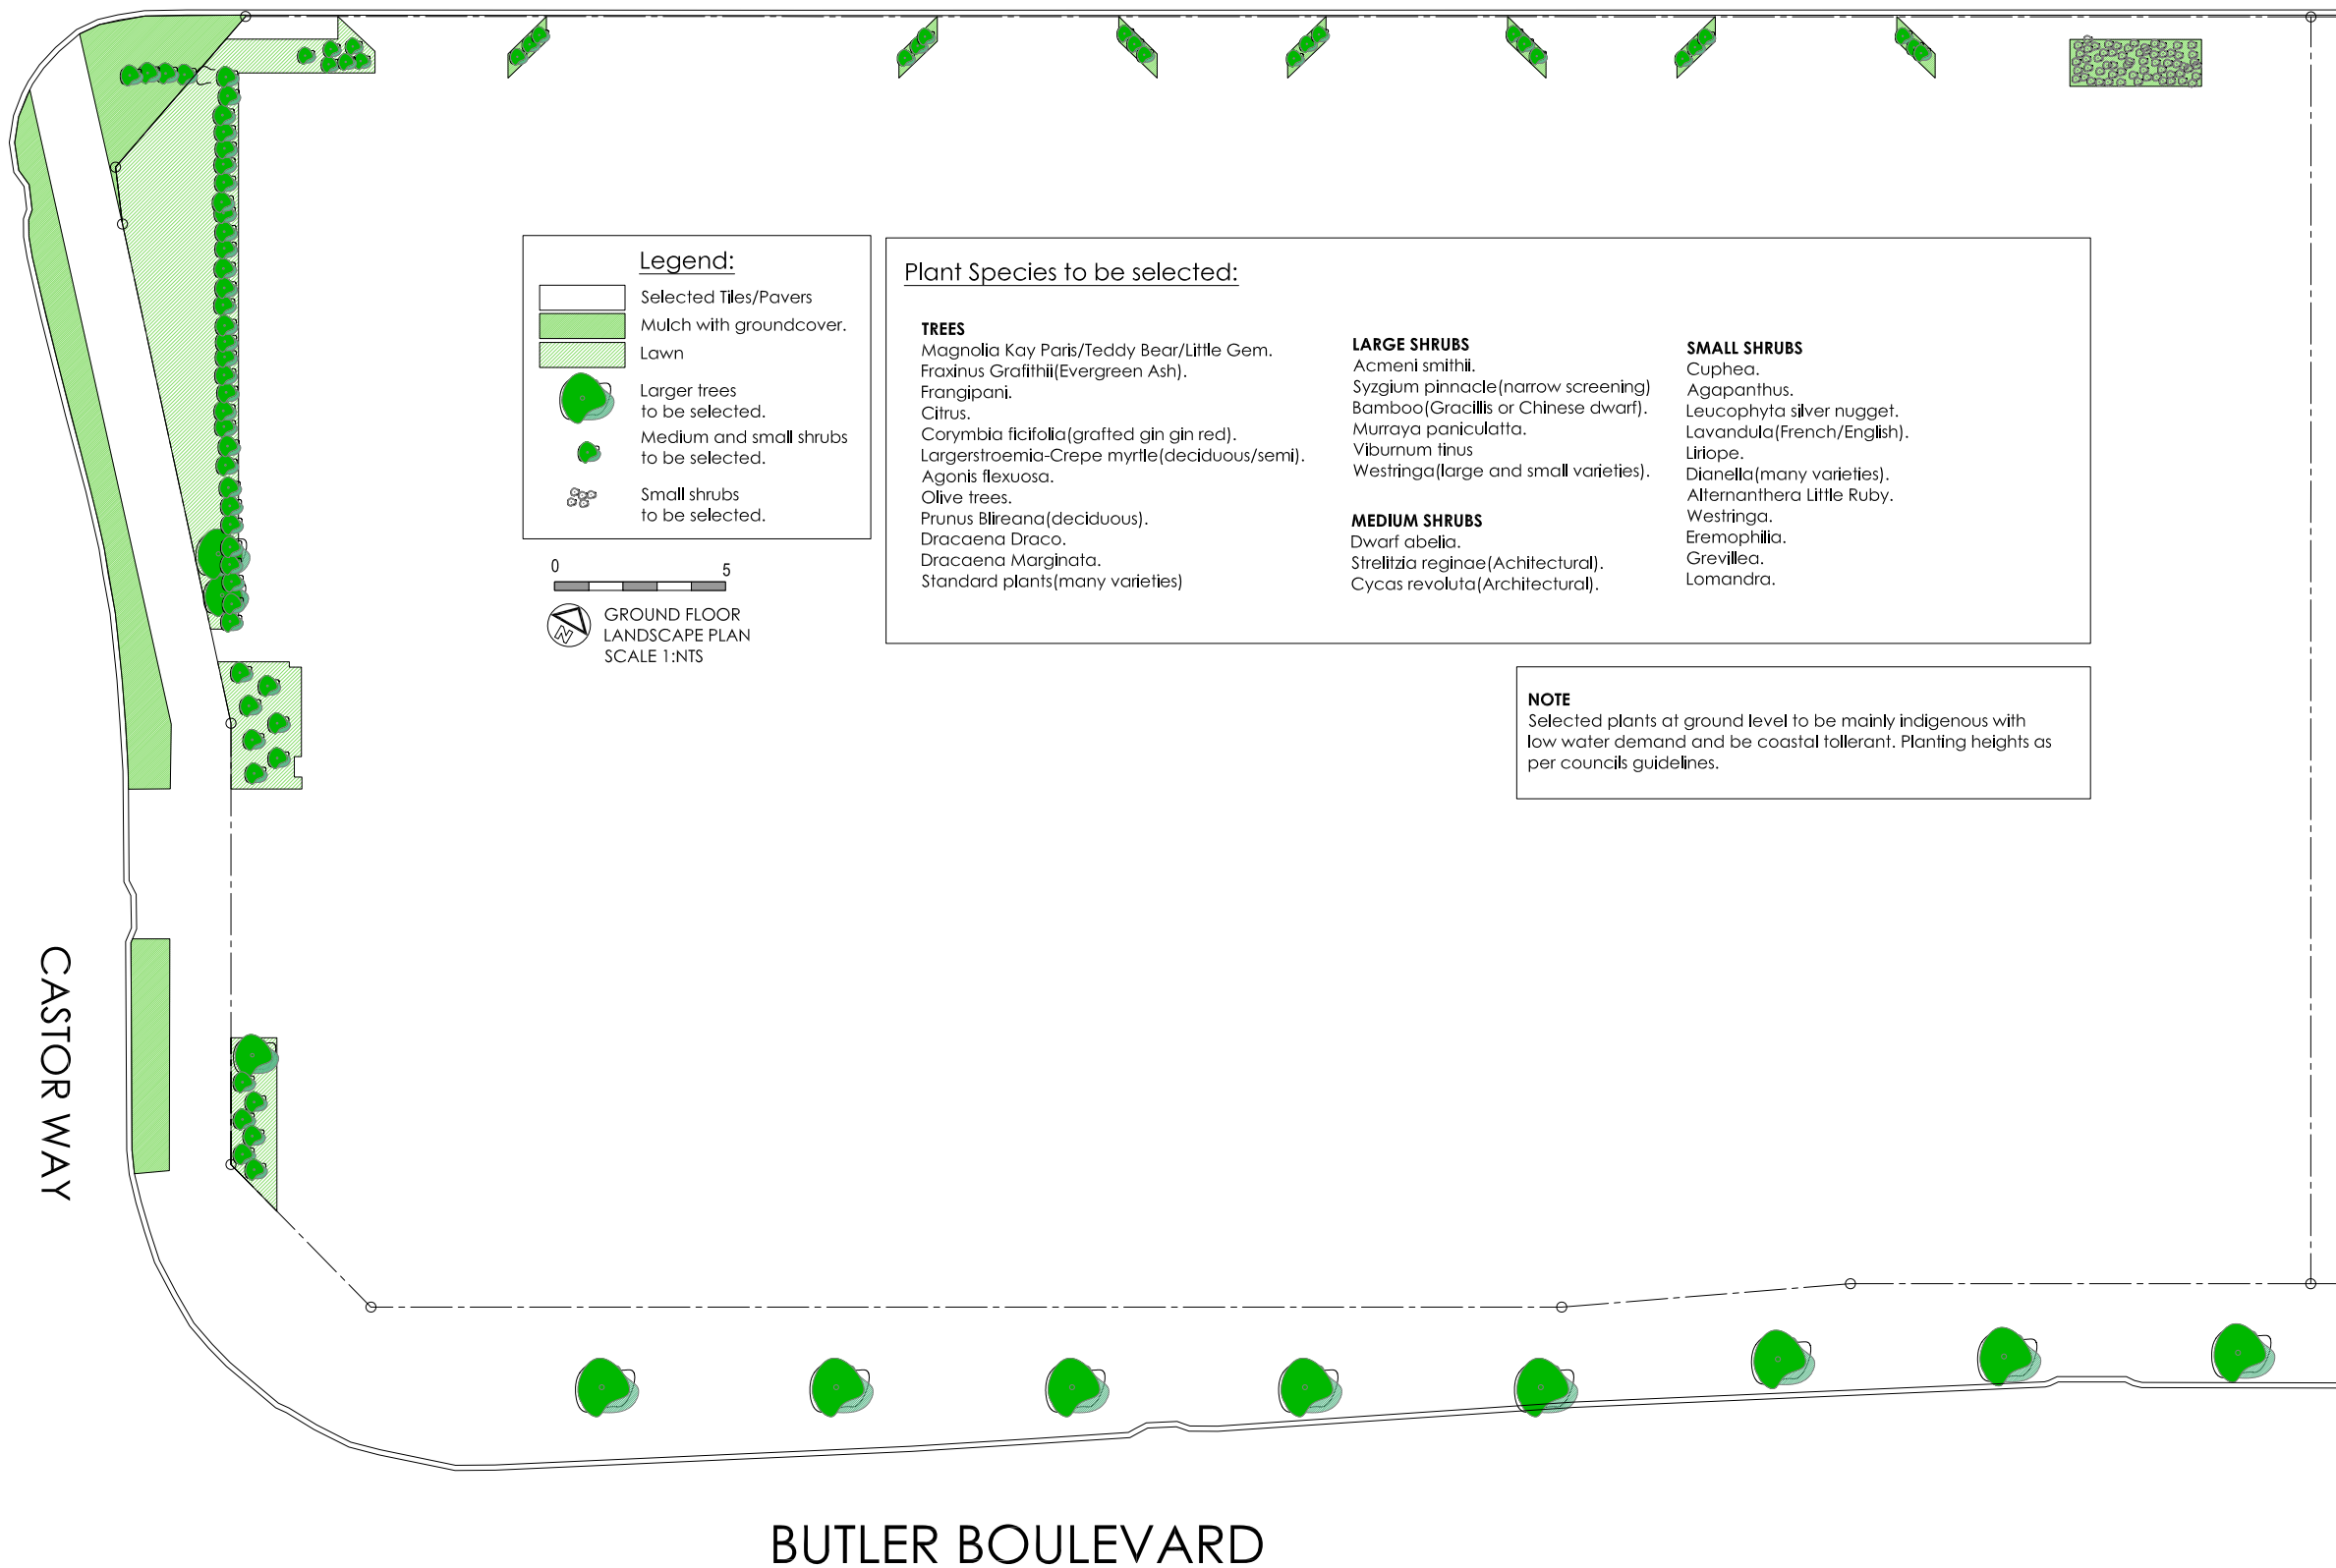 Legend:
Selected Tiles/Pavers
Mulch with groundcover.
Lawn
Larger trees
to be selected.
Medium and small shrubs
to be selected.
Small shrubs
to be selected.
0 5
N
GROUND FLOOR
LANDSCAPE PLAN
SCALE 1:NTS
Plant Species to be selected:
TREES
Magnolia Kay Paris/Teddy Bear/Little Gem.
Fraxinus Grafithii(Evergreen Ash).
Frangipani.
Citrus.
Corymbia ficifolia(grafted gin gin red).
Largerstroemia-Crepe myrtle(deciduous/semi).
Agonis flexuosa.
Olive trees.
Prunus Blireana(deciduous).
Dracaena Draco.
Dracaena Marginata.
Standard plants(many varieties)
LARGE SHRUBS
Acmeni smithii.
Syzgium pinnacle(narrow screening)
Bamboo(Gracillis or Chinese dwarf).
Murraya paniculatta.
Viburnum tinus
Westringa(large and small varieties).
MEDIUM SHRUBS
Dwarf abelia.
Strelitzia reginae(Achitectural).
Cycas revoluta(Architectural).
SMALL SHRUBS
Cuphea.
Agapanthus.
Leucophyta silver nugget.
Lavandula(French/English).
Liriope.
Dianella(many varieties).
Alternanthera Little Ruby.
Westringa.
Eremophilia.
Grevillea.
Lomandra.
NOTE
Selected plants at ground level to be mainly indigenous with
low water demand and be coastal tollerant. Planting heights as
per councils guidelines.
CASTOR WAY
BUTLER BOULEVARD